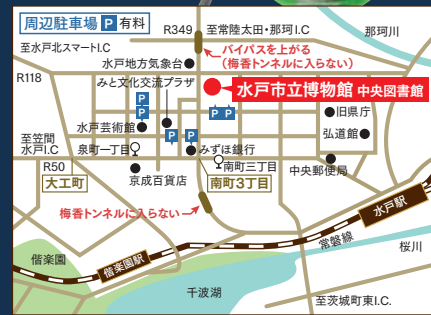 周辺駐車場 P 有料
R349
至常陸太田・那珂I.C
那珂川
至水戸北スマートI.C
バイパスを上がる
(梅香トンネルに入らない)
水戸地方気象台
R118
みと文化交流プラザ
水戸市立博物館 中央図書館
P
P
P P
旧県庁
至笠間
水戸I.C
水戸芸術館
P P
弘道館
泉町一丁目
みずほ銀行
R50
南町三丁目
中央郵便局
大工町
京成百貨店
南町3丁目
水戸駅
梅香トンネルに入らない
常磐線
桜川
偕楽園
偕楽園駅
千波湖
至茨城町東I.C.